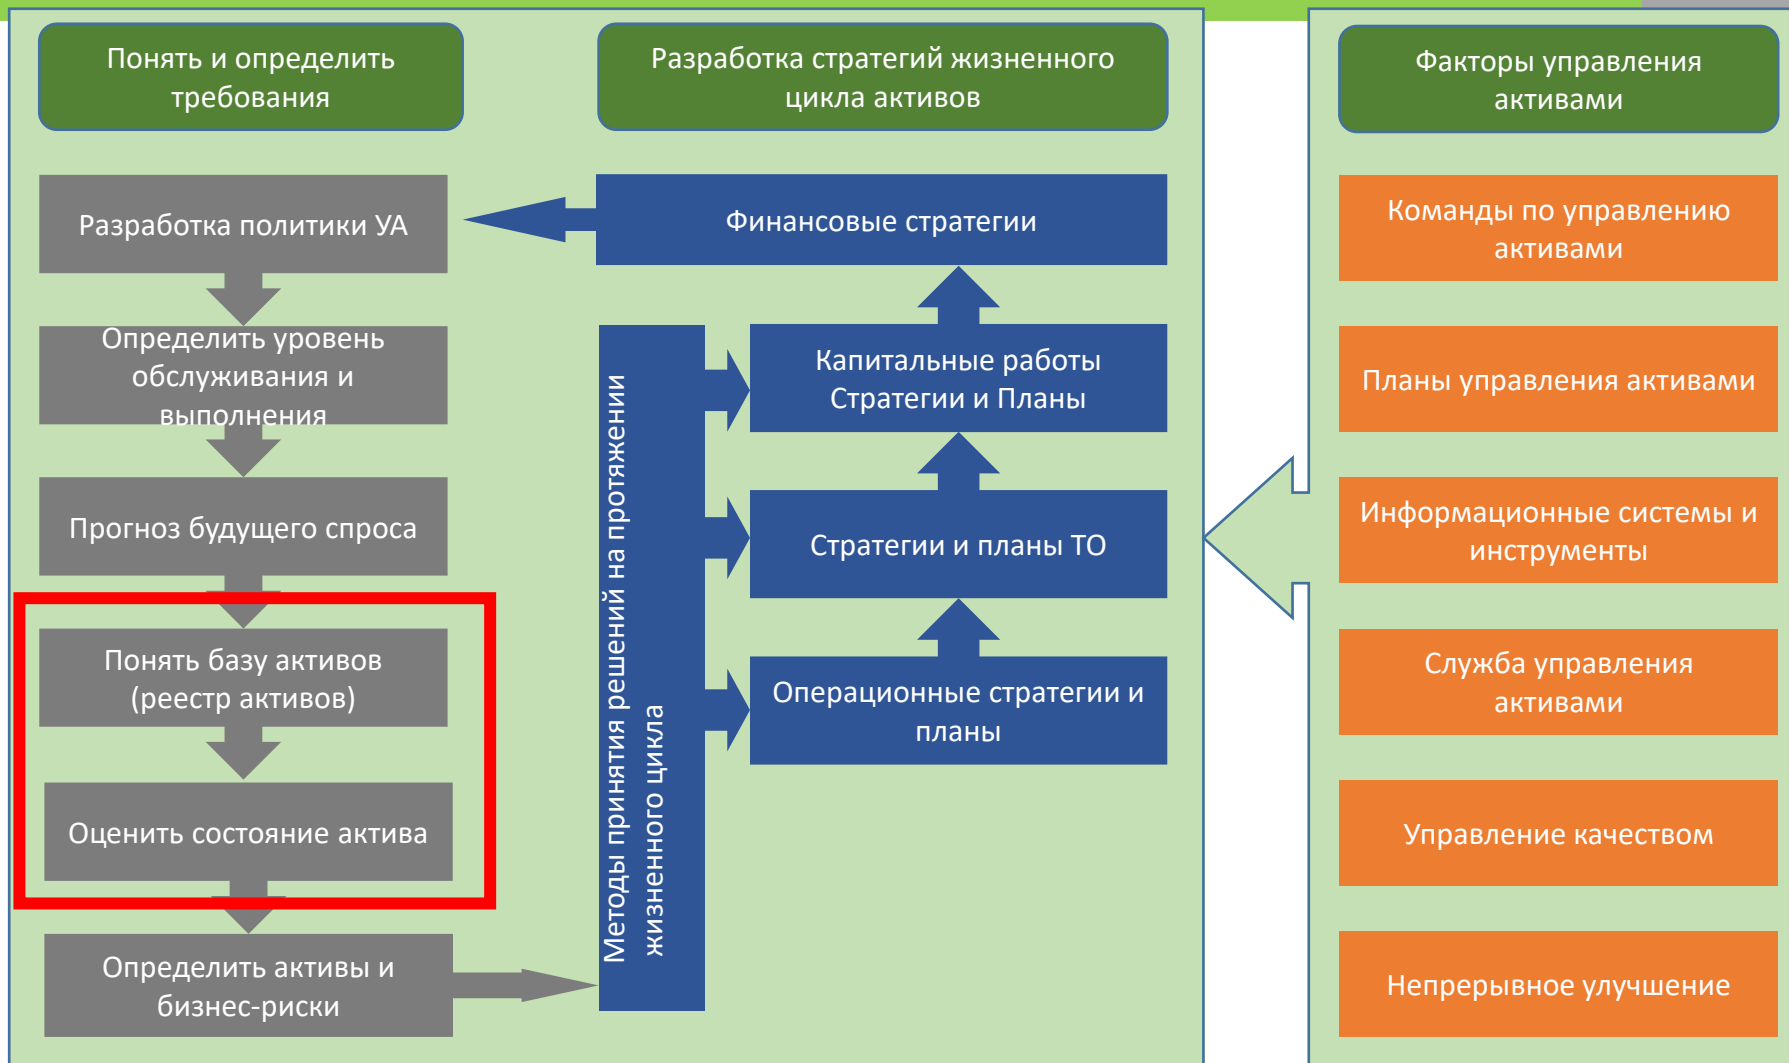 Понять и определить
требования
Разработка политики УА
Определить уровень
обслуживания и
выполнения
Прогноз будущего спроса
Понять базу активов
(реестр активов)
Оценить состояние актива
Определить активы и
бизнес-риски
Разработка стратегий жизненного
цикла активов
Финансовые стратегии
Методы принятия решений на протяжении
жизненного цикла
Капитальные работы
Стратегии и Планы
Стратегии и планы ТО
Операционные стратегии и
планы
Факторы управления
активами
Команды по управлению
активами
Планы управления активами
Информационные системы и
инструменты
Служба управления
активами
Управление качеством
Непрерывное улучшение